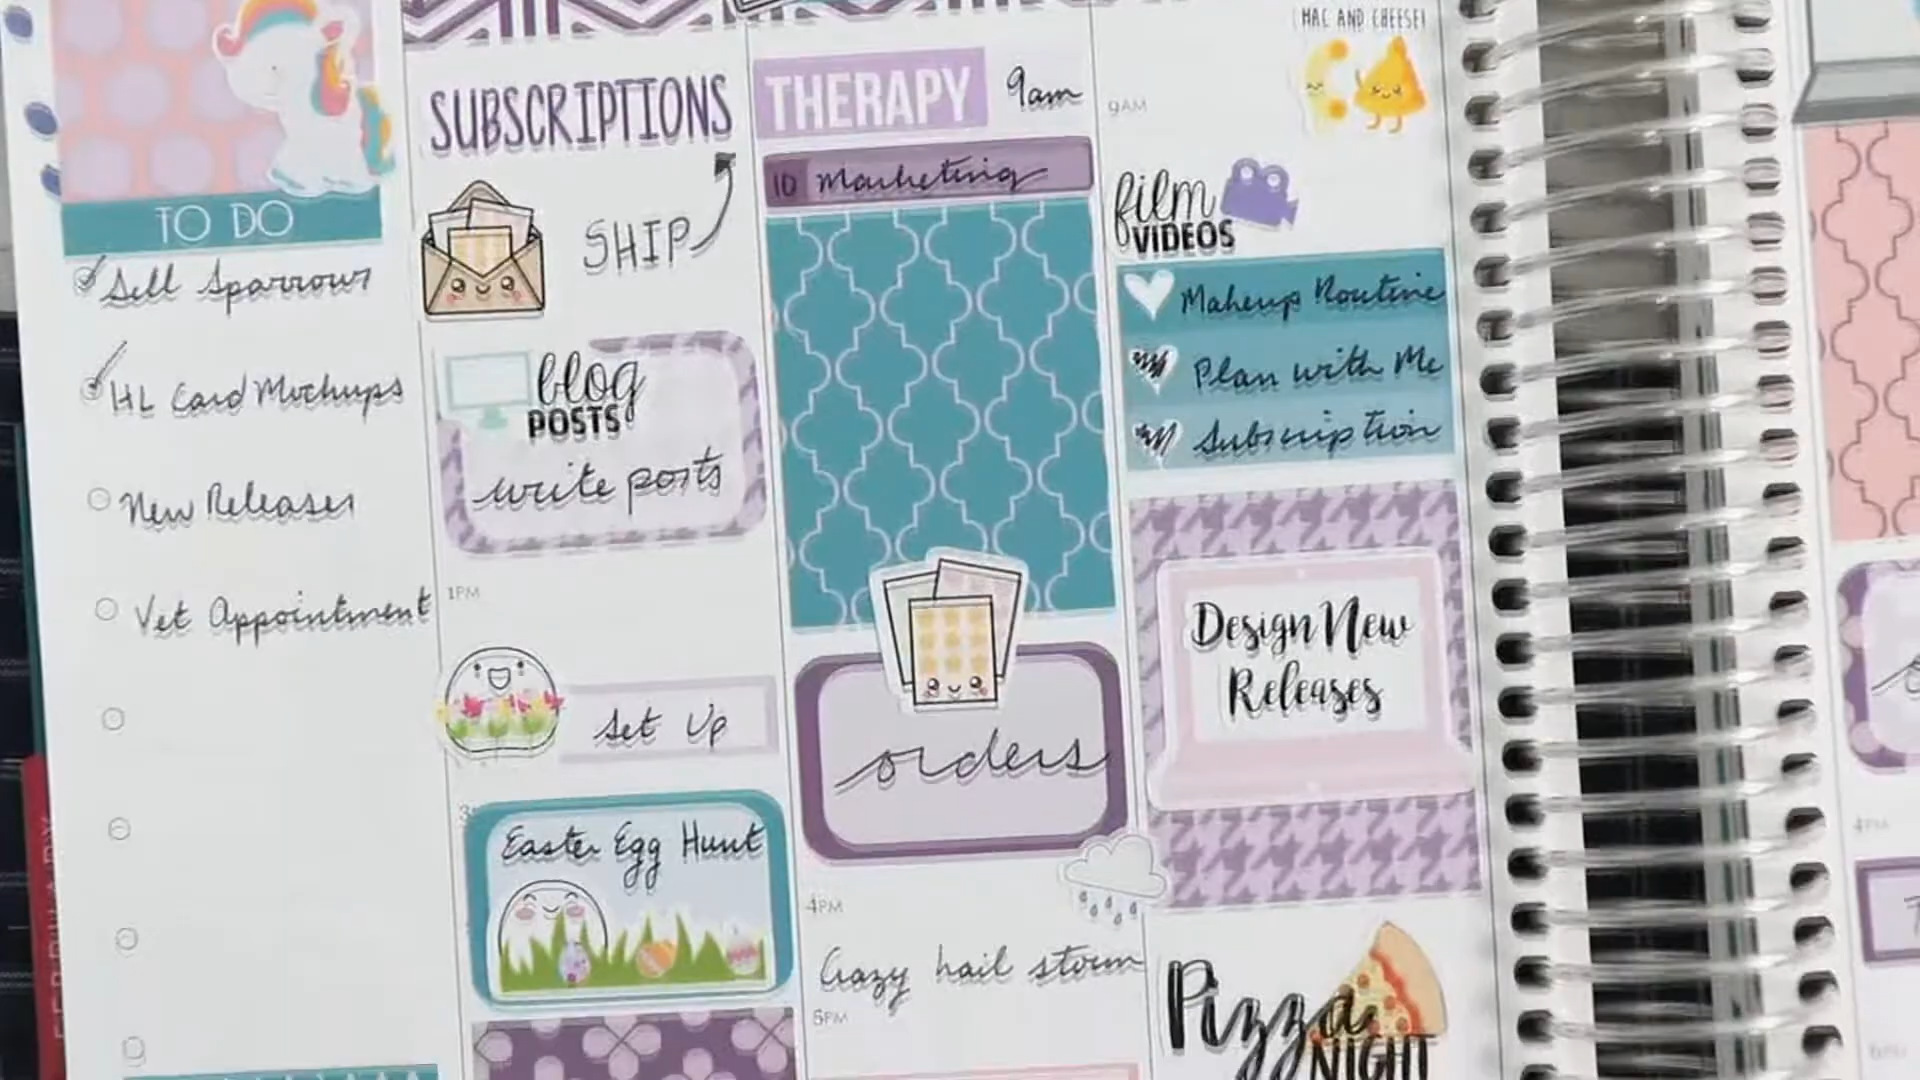 TO DO
Sell Sparrows
HL Card Mockups
New Releases
Vet Appointment
SUBSCRIPTIONS
SHIP
blog
POSTS
write posts
1PM
Set Up
Easter Egg Hunt
THERAPY 9am
10 Marketing
orders
4PM
Crazy hail storm
5PM
MAC AND CHEESE!
9AM
film
VIDEOS
Makeup Routine
Plan with Me
Subscription
Design New
Releases
Pizza
NIGHT
4PM